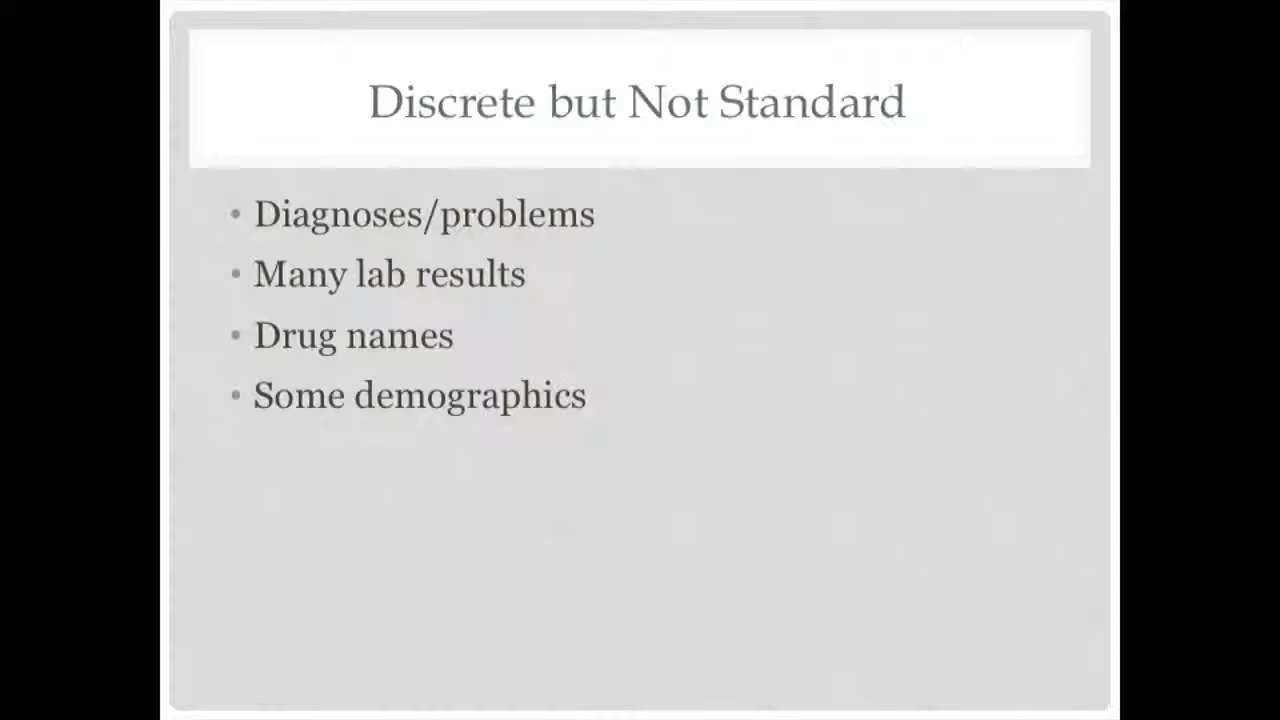 Discrete but Not Standard
• Diagnoses/problems
• Many lab results
• Drug names
• Some demographics